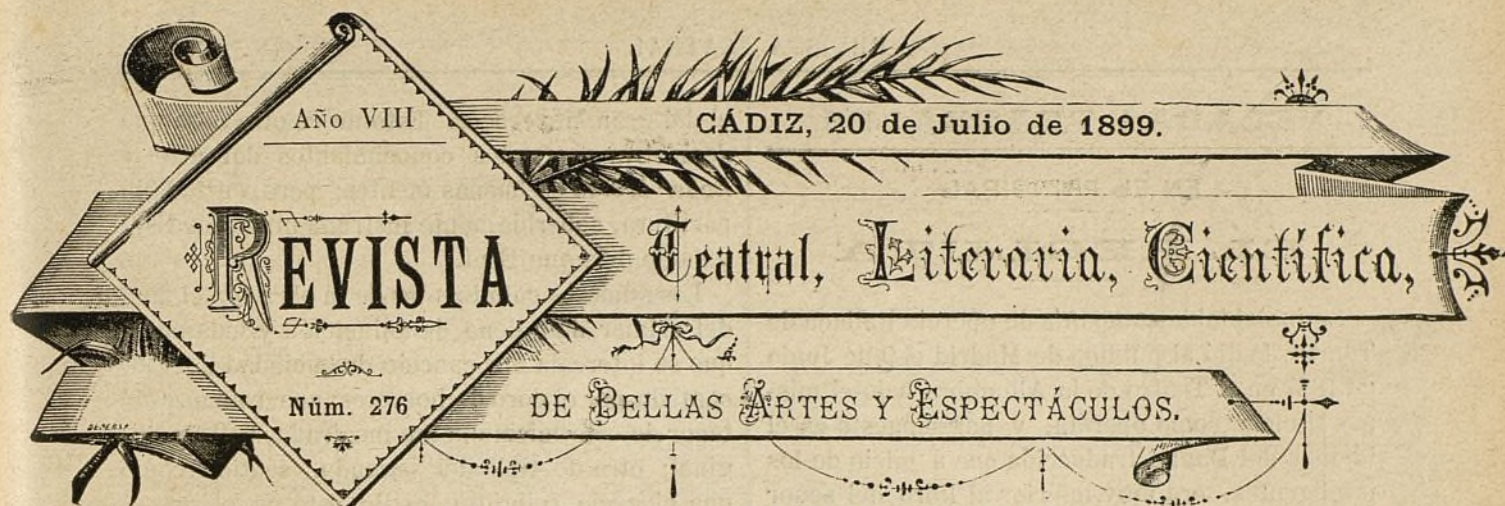 Año VIII
CÁDIZ, 20 de Julio de 1899.
REVISTA
Teatral, Literaria, Científica,
Núm. 276
DE BELLAS ARTES Y ESPECTÁCULOS.